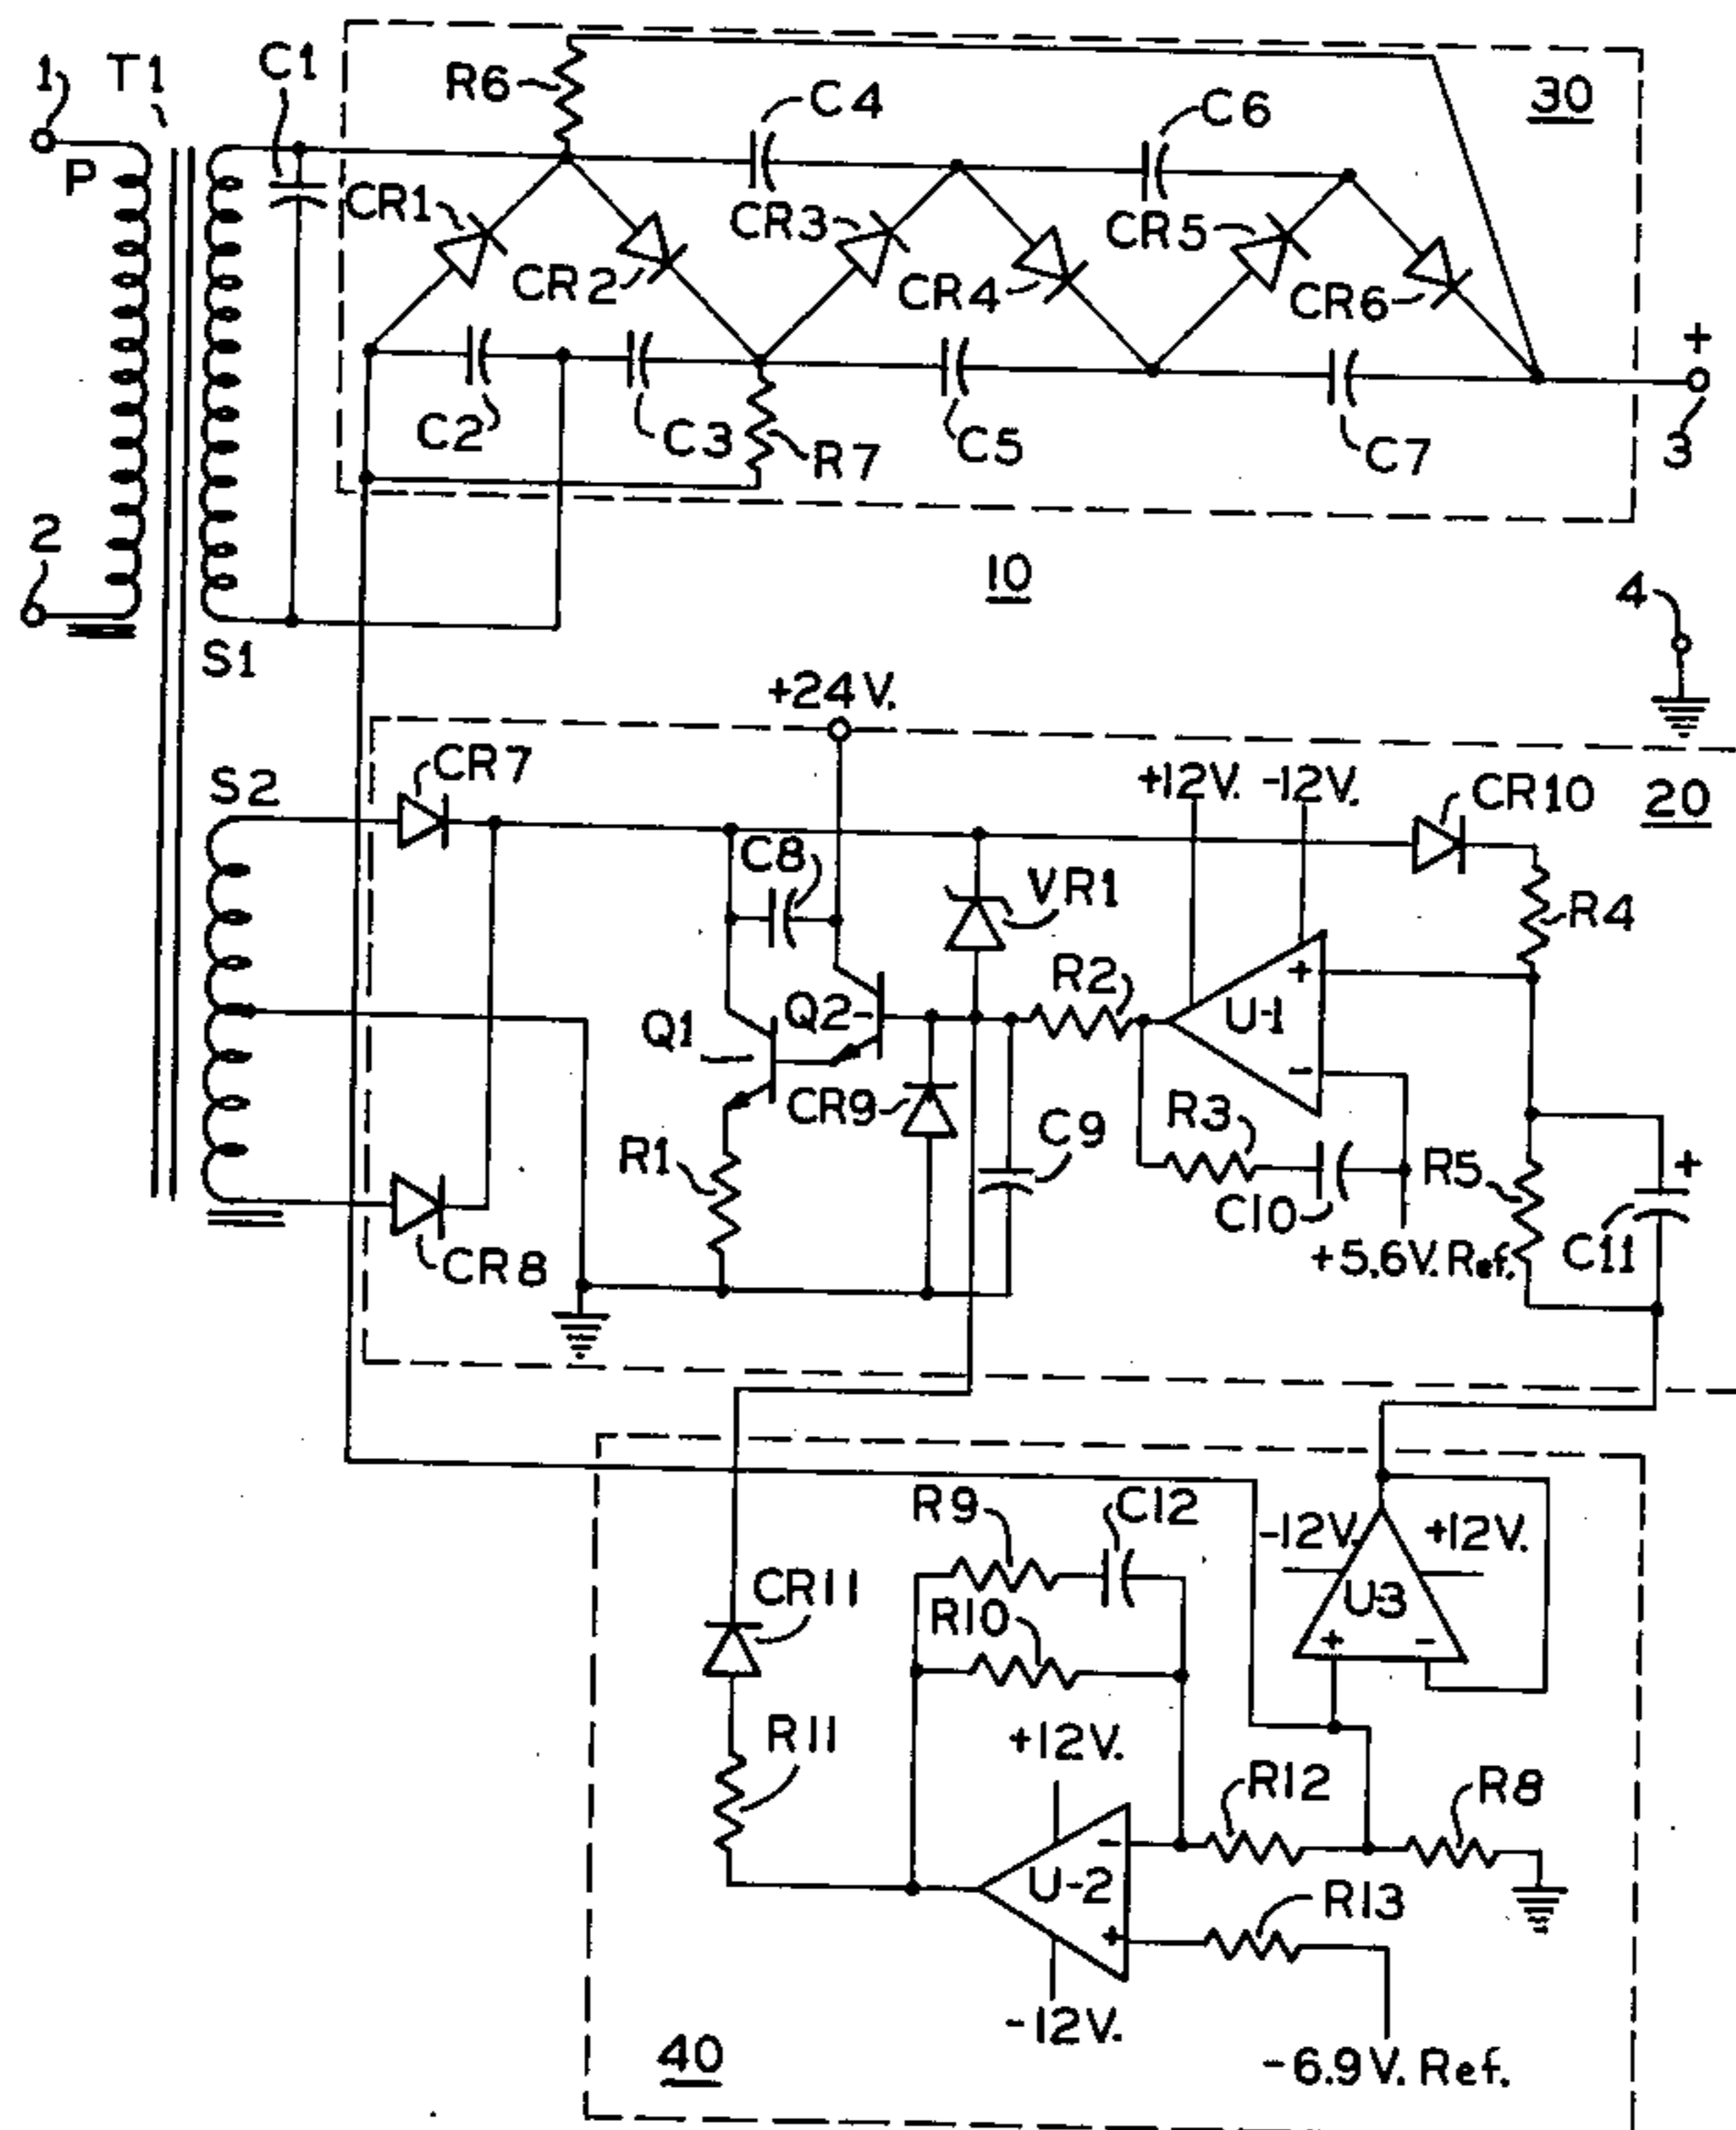 1
T1
C1
R6
C4
C6
30
P
CR1
CR2
CR3
CR4
CR5
CR6
+
C2
C3
R7
C5
C7
3
2
10
4
S1
+24V.
S2
CR7
+12V.
-12V.
CR10
20
C8
VR1
R4
R2
+
Q1
Q2
U-1
-
CR9
R3
C9
R1
R5
+
C10
C11
CR8
+5.6V. Ref.
R9
C12
-12V.
+12V.
CR11
R10
U-3
+
-
R11
+12V.
R12
R8
-
U-2
R13
+
-12V.
40
-6.9V. Ref.